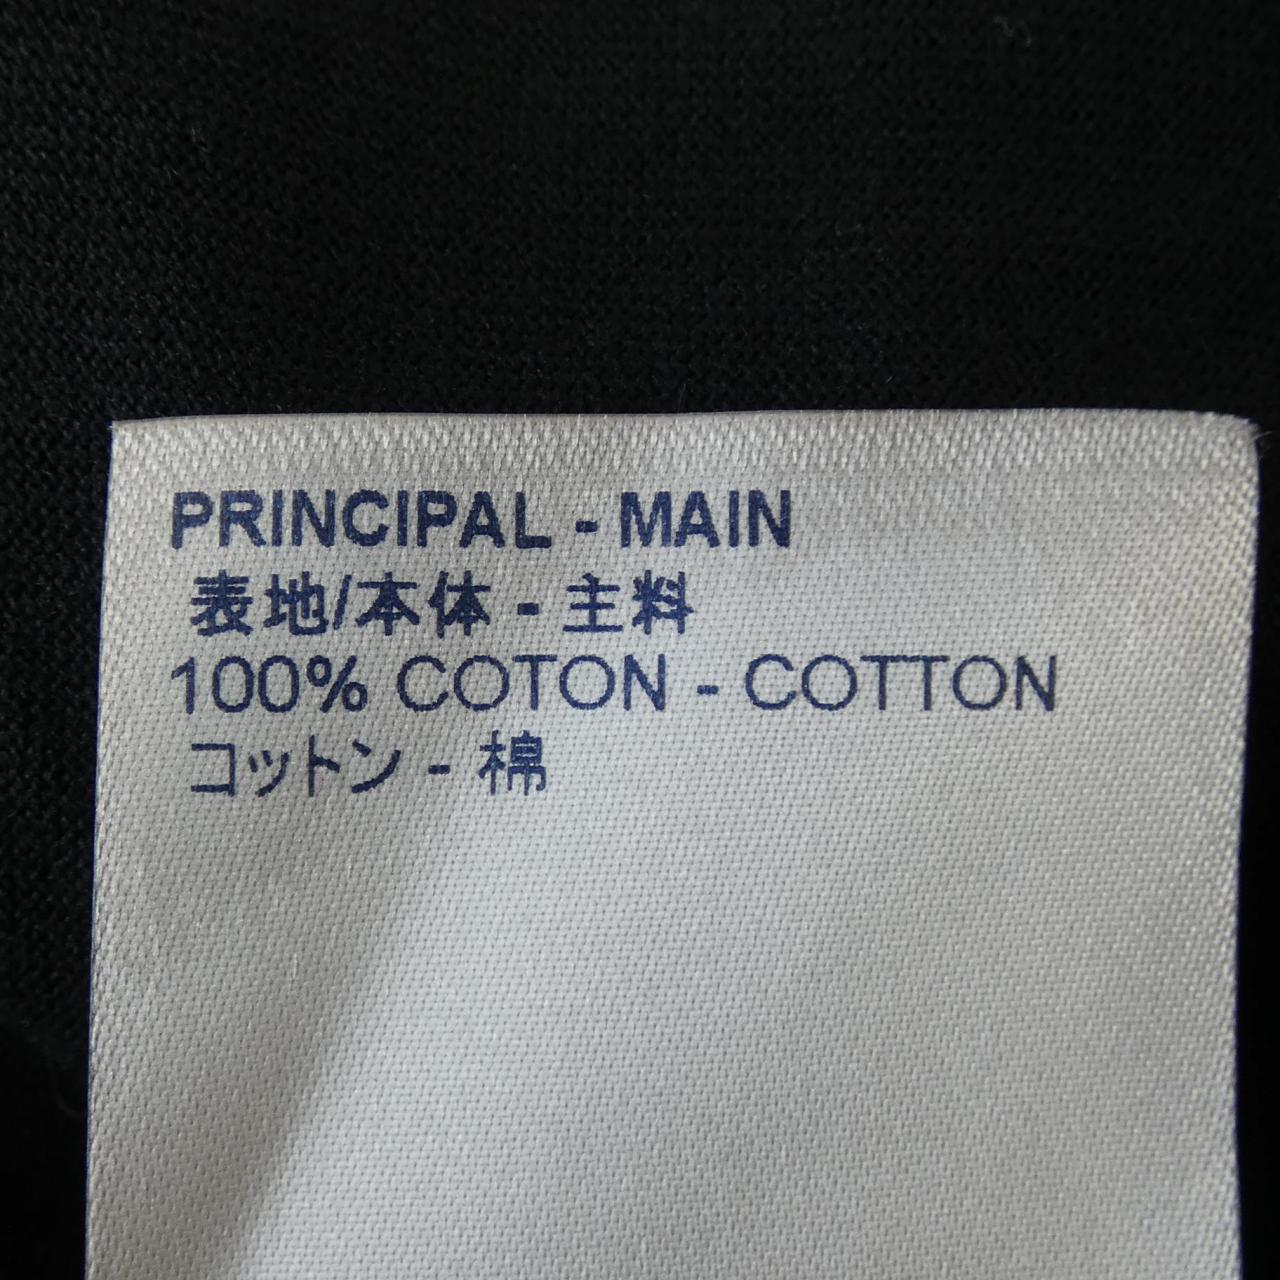 PRINCIPAL - MAIN
表地/本体 - 主料
100% COTON - COTTON
コットン - 棉